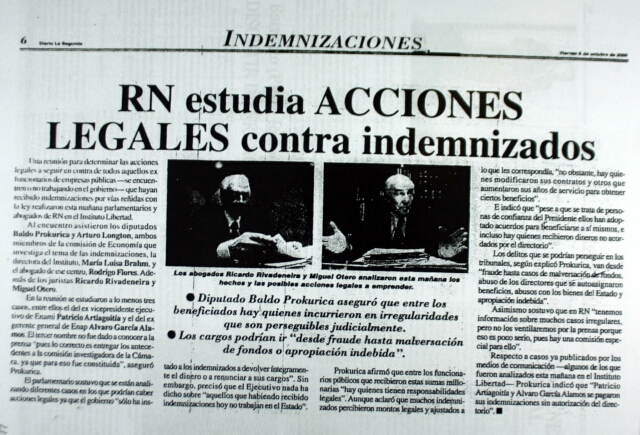 6
Diario La Segunda
INDEMNIZACIONES
Viernes 6 de octubre de 2000
RN estudia ACCIONES
LEGALES contra indemnizados
Una reunión para determinar las acciones
legales a seguir en contra de todos aquellos ex
funcionarios de empresas públicas —se encuen-
tren o no trabajando en el gobierno— que hayan
recibido indemnizaciones por vías reñidas con
la ley realizaron esta mañana parlamentarios y
abogados de RN en el Instituto Libertad.
Al encuentro asistieron los diputados
Baldo Prokurica y Arturo Longton, ambos
miembros de la comisión de Economía que
investiga el tema de las indemnizaciones, la
directora del Instituto, María Luisa Brahm, y
el abogado de ese centro, Rodrigo Flores. Ade-
más de los juristas Ricardo Rivadeneira y
Miguel Otero.
En la reunión se estudiaron a lo menos tres
casos, entre ellos el del ex vicepresidente ejecu-
tivo de Enami Patricio Artiagoitía y el del ex
gerente general de Enap Alvaro García Ala-
mos. El tercer nombre no fue dado a conocer a la
prensa "pues lo correcto es entregar los antece-
dentes a la comisión investigadora de la Cáma-
ra, ya que para eso fue constituida", aseguró
Prokurica.
El parlamentario sostuvo que se están anali-
zando diferentes casos en los que podrían caber
acciones legales ya que el gobierno "sólo ha ins-
Los abogados Ricardo Rivadeneira y Miguel Otero analizaron esta mañana los
hechos y las posibles acciones legales a emprender.
● Diputado Baldo Prokurica aseguró que entre los
beneficiados hay quienes incurrieron en irregularidades
que son perseguibles judicialmente.
● Los cargos podrían ir "desde fraude hasta malversación
de fondos o apropiación indebida".
tado a los indemnizados a devolver íntegramen-
te el dinero o a renunciar a sus cargos". Sin
embargo, precisó que el Ejecutivo nada ha
dicho sobre "aquellos que habiendo recibido
indemnizaciones hoy no trabajan en el Estado".
Prokurica afirmó que entre los funcionarios
públicos que recibieron estas sumas millonarias
"hay quienes tienen responsabilidades
legales". Aunque aclaró que muchos indemni-
zados percibieron montos legales y ajustados a
lo que les correspondía, "no obstante, hay quie-
nes modificaron sus contratos y otros que
aumentaron sus años de servicio para obtener
ciertos beneficios".
E indicó que "pese a que se trata de perso-
nas de confianza del Presidente ellos han adop-
tado acuerdos para beneficiarse a sí mismos, e
incluso hay quienes recibieron dineros no acor-
dados por el directorio".
Los delitos que se podrían perseguir en los
tribunales, según explicó Prokurica, van desde
"fraude hasta casos de malversación de fondos,
abuso de los directores que se autoasignaron
beneficios, abusos con los bienes del Estado y
apropiación indebida".
Asimismo sostuvo que en RN "tenemos
información sobre muchos casos irregulares,
pero no los ventilaremos por la prensa porque
eso es poco serio, pues hay una comisión espe-
cial para ello".
Respecto a casos ya publicados por los
medios de comunicación —algunos de los que
fueron analizados esta mañana en el Instituto
Libertad— Prokurica indicó que "Patricio
Artiagoitía y Alvaro García Alamos se pagaron
sus indemnizaciones sin autorización del direc-
torio". ■